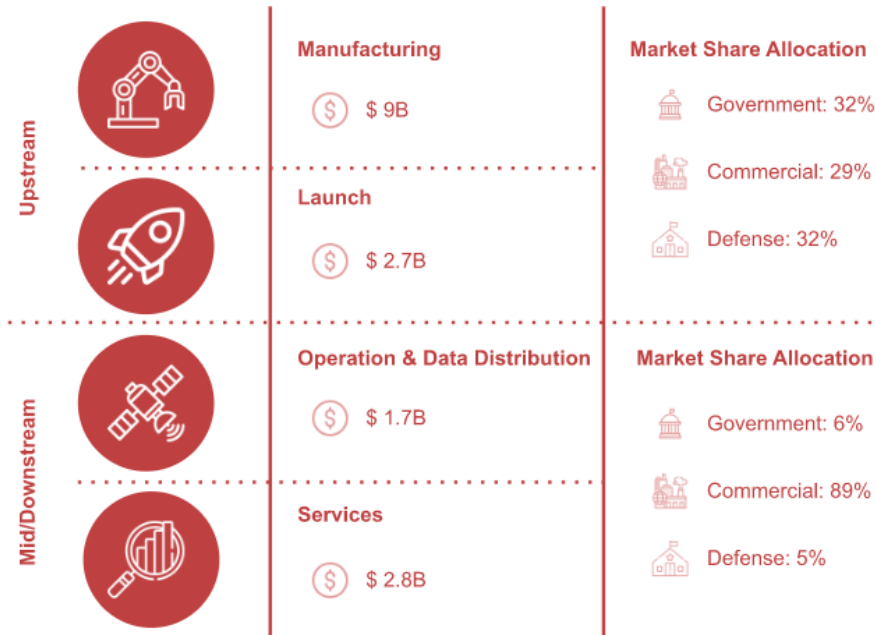 Upstream
Manufacturing
$ 9B
Launch
$ 2.7B
Market Share Allocation
Government: 32%
Commercial: 29%
Defense: 32%
Mid/Downstream
Operation & Data Distribution
$ 1.7B
Services
$ 2.8B
Market Share Allocation
Government: 6%
Commercial: 89%
Defense: 5%